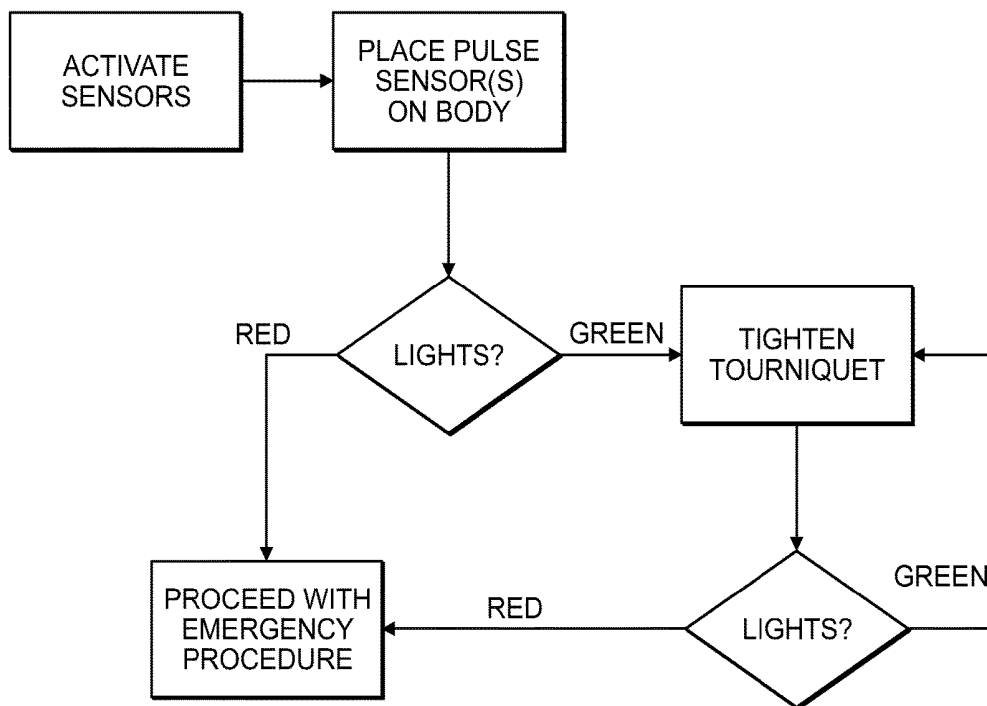 ACTIVATE
SENSORS
PLACE PULSE
SENSOR(S)
ON BODY
RED
LIGHTS?
GREEN
TIGHTEN
TOURNIQUET
PROCEED WITH
EMERGENCY
PROCEDURE
RED
LIGHTS?
GREEN